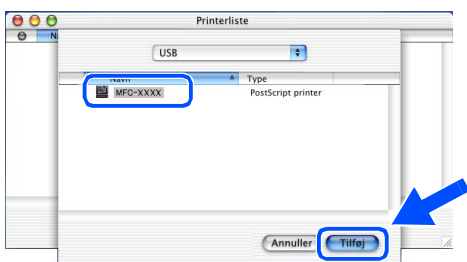 Printerliste
N
USB
Navn Type
MFC-XXXX PostScript printer
Annuller Tilføj